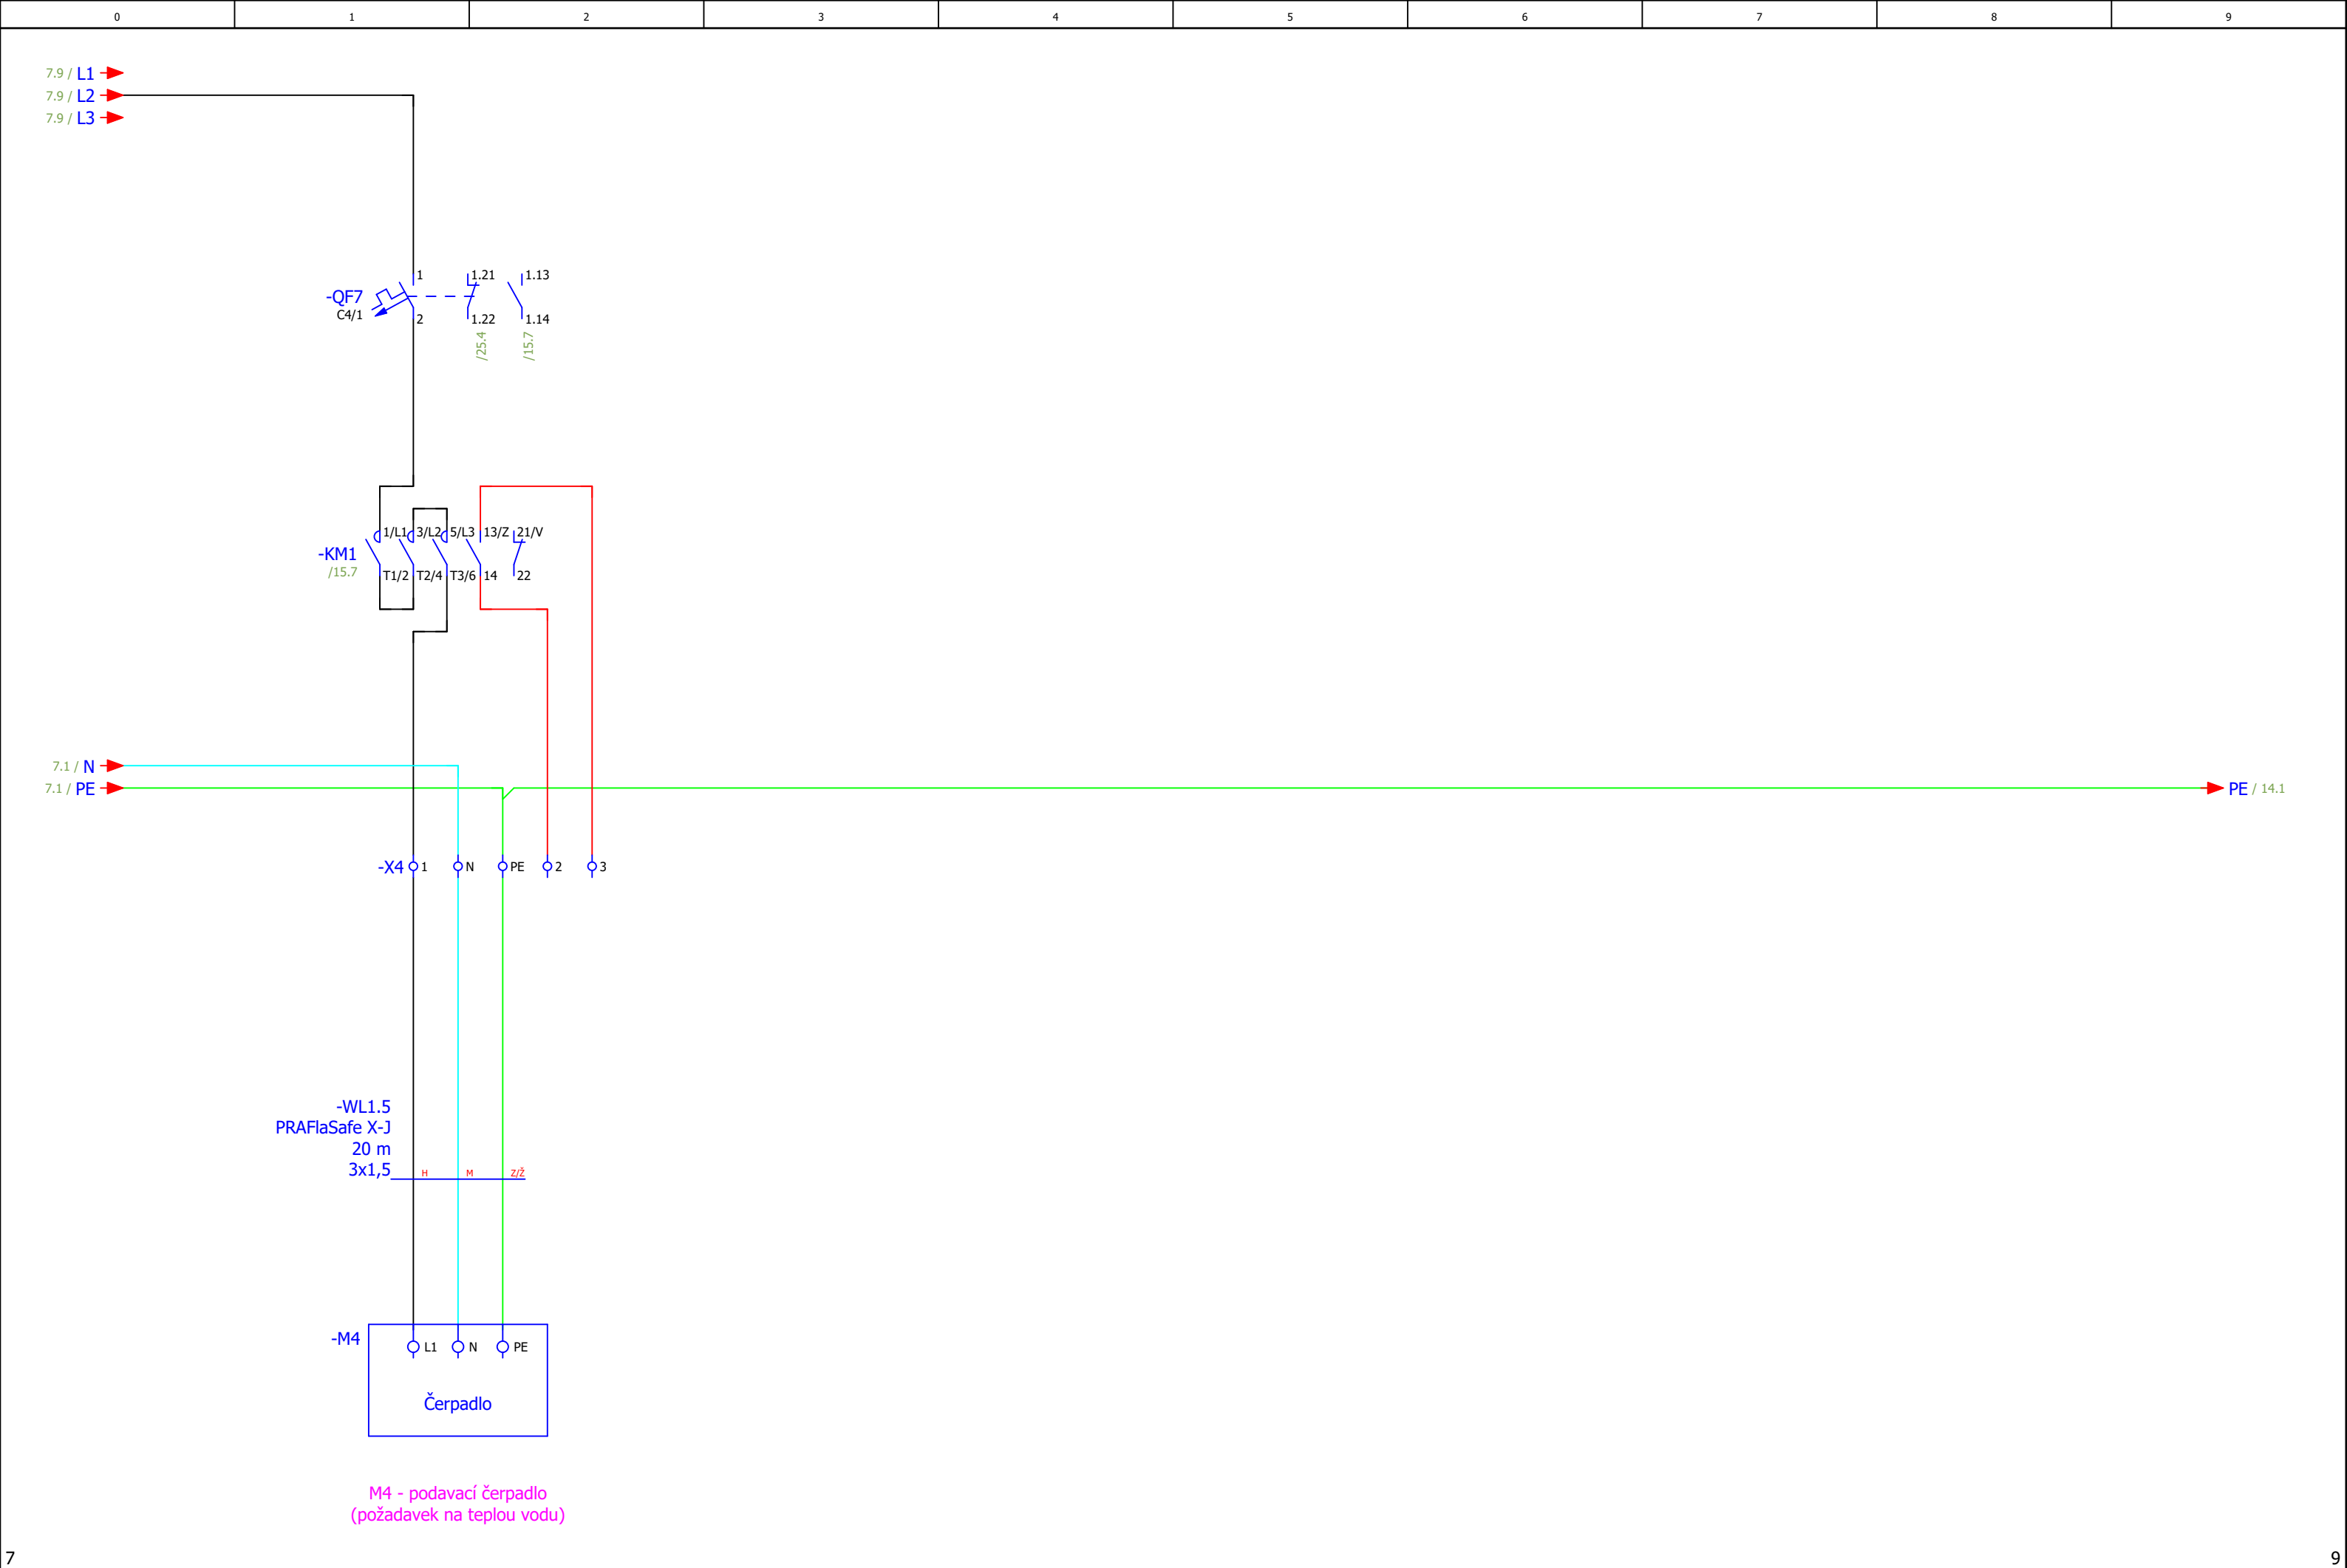 0 1 2 3 4 5 6 7 8 9
7.9 / L1
7.9 / L2
7.9 / L3
1 1.21 1.13
-QF7
C4/1
2 1.22 1.14
/25.4 /15.7
1/L1 3/L2 5/L3 13/Z 21/V
-KM1
/15.7
T1/2 T2/4 T3/6 14 22
7.1 / N
7.1 / PE
PE / 14.1
-X4 1 N PE 2 3
-WL1.5
PRAFlaSafe X-J
20 m
3x1,5
H M Z/Ž
-M4
L1 N PE
Čerpadlo
M4 - podavací čerpadlo
(požadavek na teplou vodu)
7 9